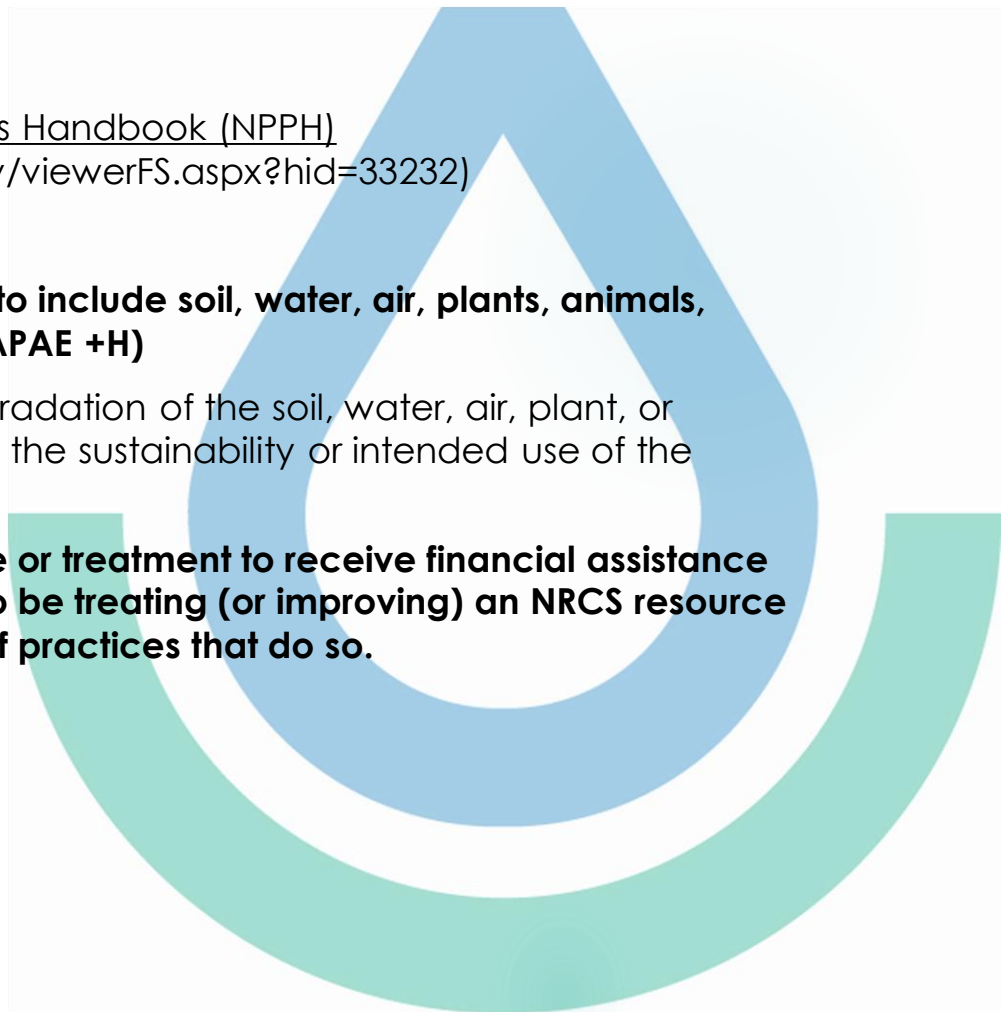 s Handbook (NPPH)
/viewerFS.aspx?hid=33232)
to include soil, water, air, plants, animals,
APAE +H)
radation of the soil, water, air, plant, or
the sustainability or intended use of the
e or treatment to receive financial assistance
o be treating (or improving) an NRCS resource
f practices that do so.